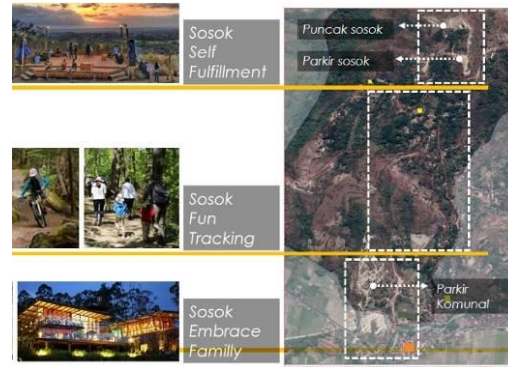 Sosok
Self
Fulfillment
Puncak sosok
Parkir sosok
Sosok
Fun
Tracking
Sosok
Embrace
Familly
Parkir
Komunal